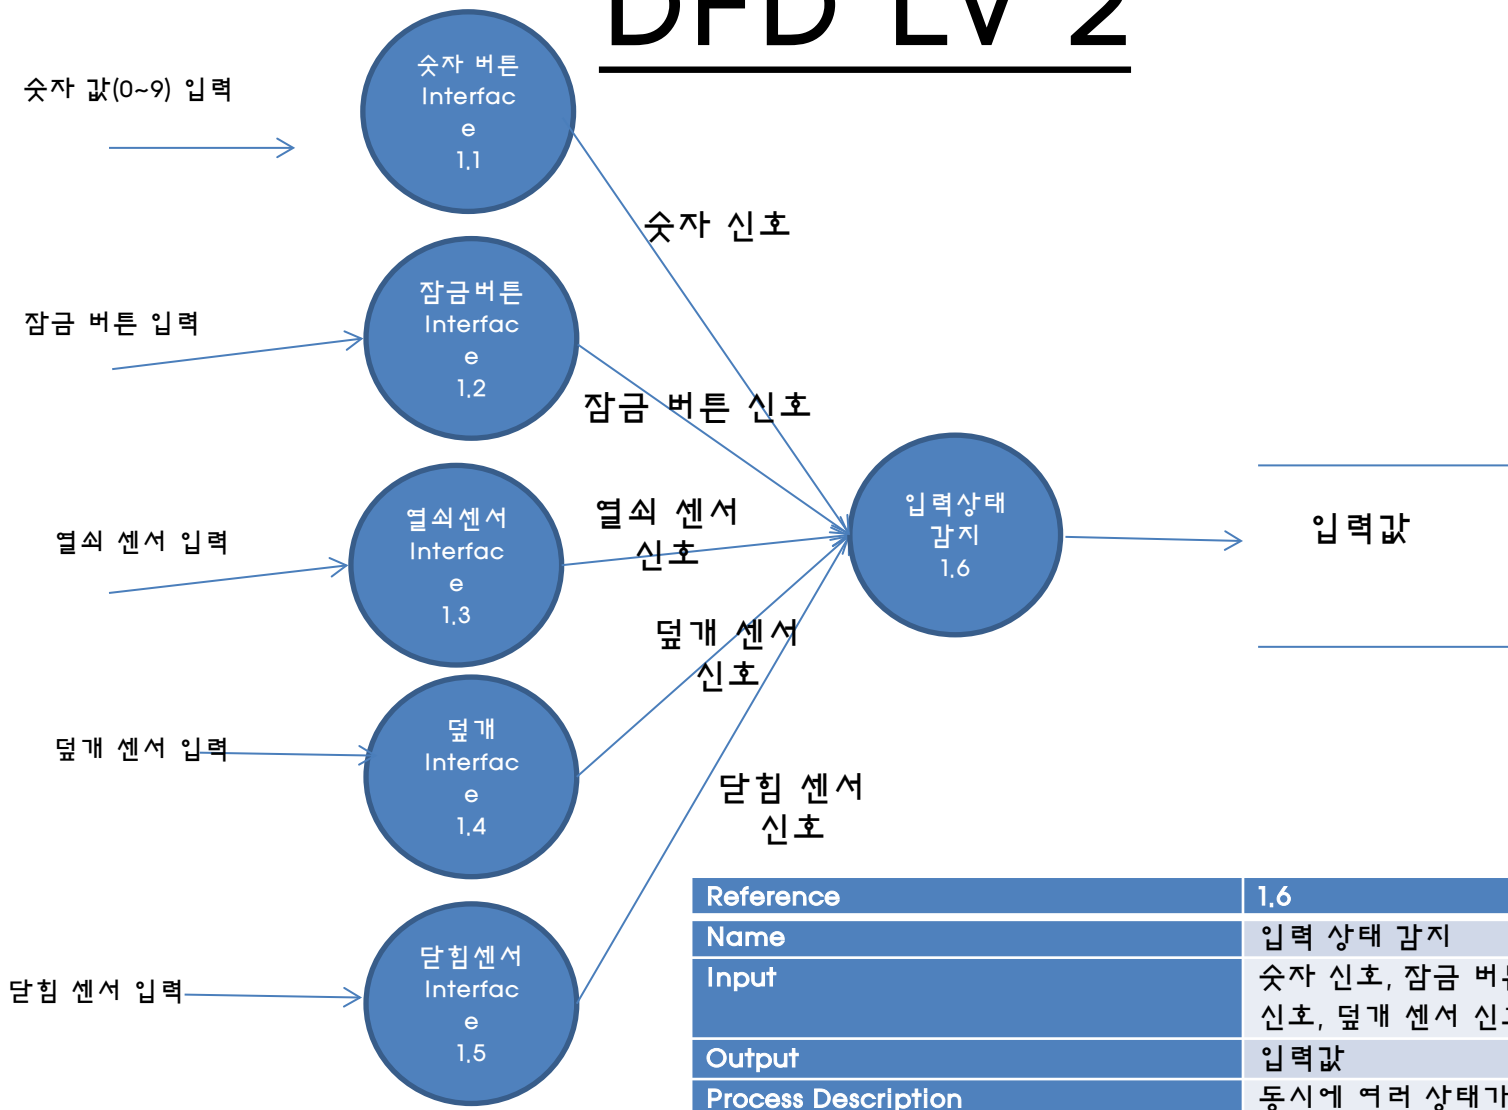 DFD LV 2
숫자 값(0~9) 입력
숫자 버튼
Interfac
e
1.1
숫자 신호
잠금 버튼 입력
잠금버튼
Interfac
e
1.2
잠금 버튼 신호
열쇠 센서 입력
열쇠센서
Interfac
e
1.3
열쇠 센서
신호
입력상태
감지
1.6
입력값
덮개 센서 입력
덮개
Interfac
e
1.4
덮개 센서
신호
닫힘 센서 입력
닫힘센서
Interfac
e
1.5
닫힘 센서
신호
Reference 1.6
Name 입력 상태 감지
Input 숫자 신호, 잠금 버튼
신호, 덮개 센서 신호
Output 입력값
Process Description 동시에 여러 상태가